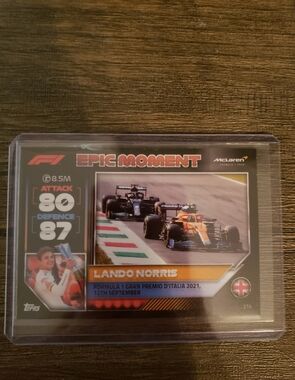 F1
EPIC MOMENT
McLaren
8.5M
ATTACK
80
DEFENCE
87
LANDO NORRIS
FORMULA 1 GRAN PREMIO D'ITALIA 2021,
12TH SEPTEMBER
Topps